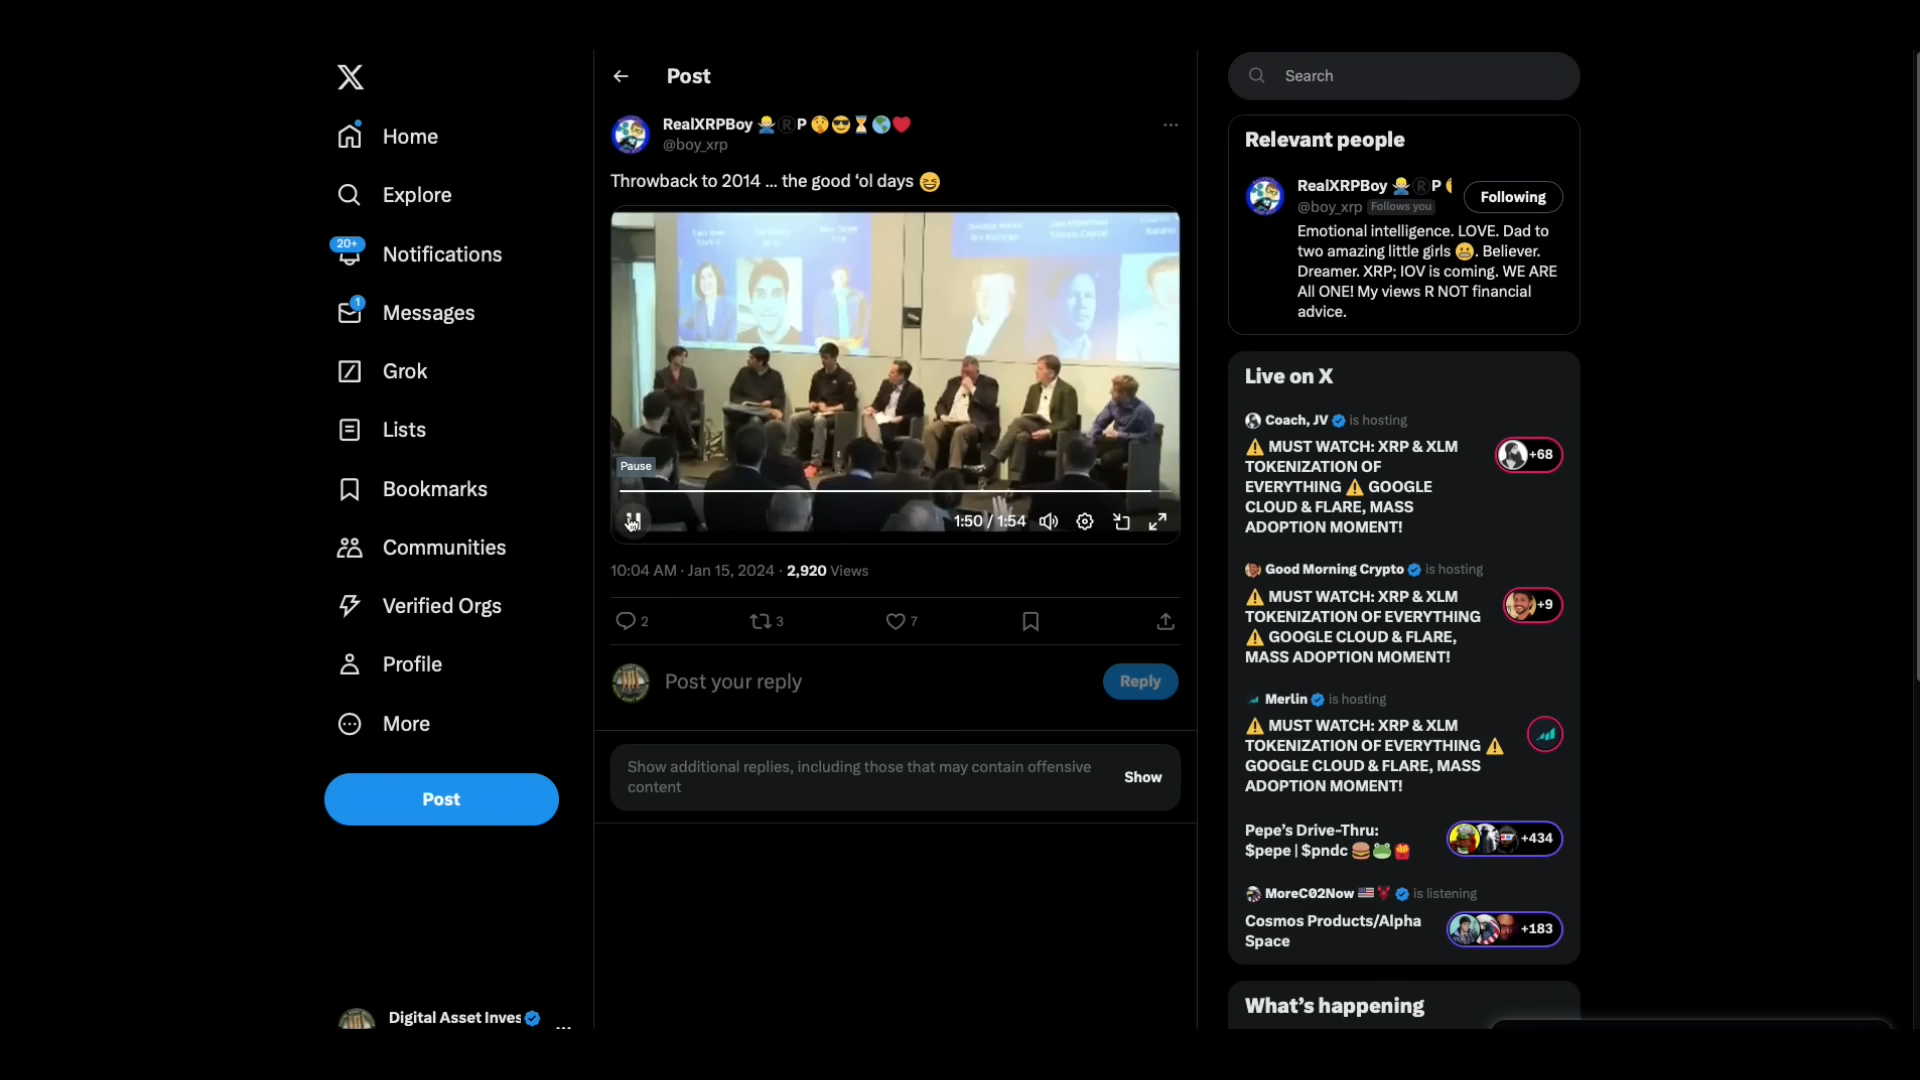 Home
Explore
20+
Notifications
1
Messages
Grok
Lists
Bookmarks
Communities
Verified Orgs
Profile
More
Post
Digital Asset Inves
Post
RealXRPBoy 🙇‍♂️ ®️P 🤫😎⏳🌎❤️
@boy_xrp
Throwback to 2014 ... the good ‘ol days 😆
Pause
1:50 / 1:54
10:04 AM · Jan 15, 2024 · 2,920 Views
2
3
7
Post your reply
Reply
Show additional replies, including those that may contain offensive
content
Show
Search
Relevant people
RealXRPBoy 🙇‍♂️ ®️P
Following
@boy_xrp Follows you
Emotional intelligence. LOVE. Dad to
two amazing little girls 😬. Believer.
Dreamer. XRP; IOV is coming. WE ARE
All ONE! My views R NOT financial
advice.
Live on X
Coach, JV is hosting
⚠️ MUST WATCH: XRP & XLM
TOKENIZATION OF
EVERYTHING ⚠️ GOOGLE
CLOUD & FLARE, MASS
ADOPTION MOMENT!
+68
Good Morning Crypto is hosting
⚠️ MUST WATCH: XRP & XLM
TOKENIZATION OF EVERYTHING
⚠️ GOOGLE CLOUD & FLARE,
MASS ADOPTION MOMENT!
+9
Merlin is hosting
⚠️ MUST WATCH: XRP & XLM
TOKENIZATION OF EVERYTHING ⚠️
GOOGLE CLOUD & FLARE, MASS
ADOPTION MOMENT!
Pepe’s Drive-Thru:
$pepe | $pndc 🍔🐸🍟
+434
MoreC02Now 🇺🇸 is listening
Cosmos Products/Alpha
Space
+183
What’s happening